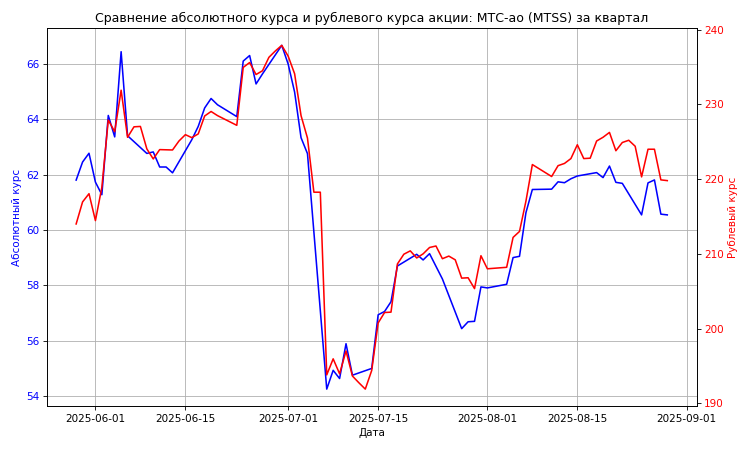 Сравнение абсолютного курса и рублевого курса акции: МТС-ао (MTSS) за квартал
240
66
230
64
220
62
Абсолютный курс
Рублевый курс
60
210
58
200
56
54
190
2025-06-01 2025-06-15 2025-07-01 2025-07-15 2025-08-01 2025-08-15 2025-09-01
Дата